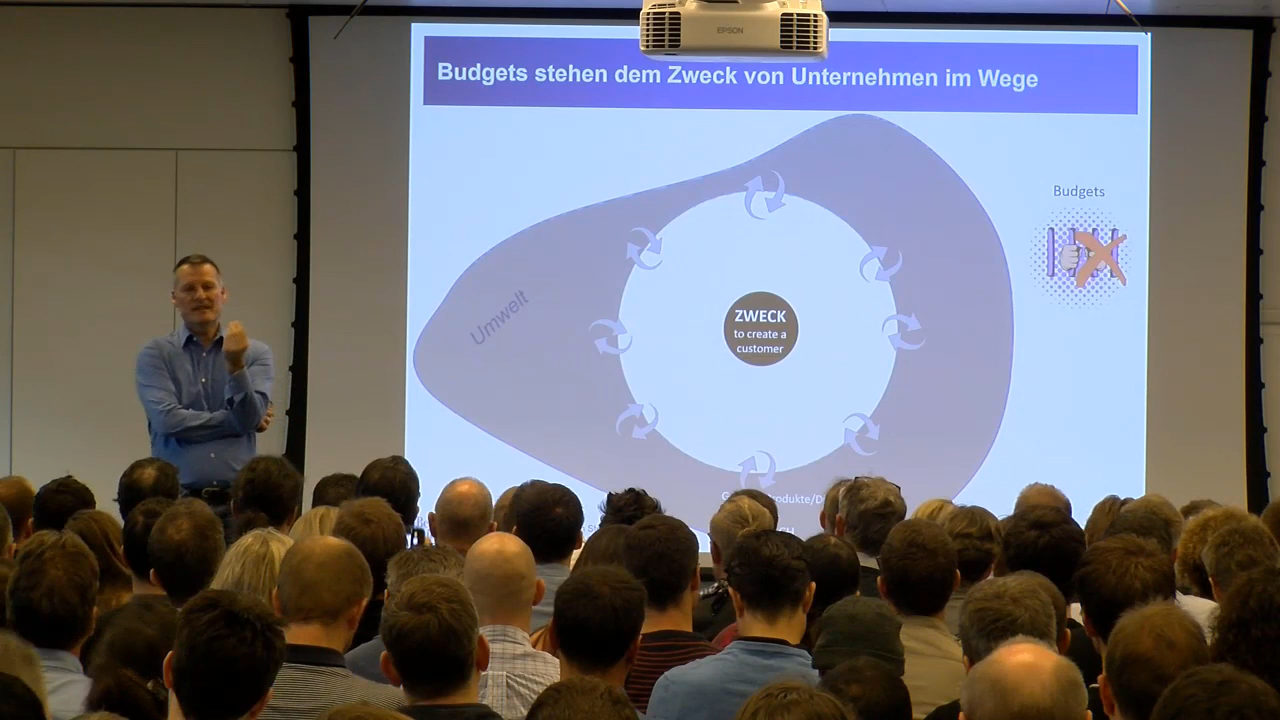 EPSON
Budgets stehen dem Zweck von Unternehmen im Wege
Budgets
Umwelt
ZWECK
to create a
customer